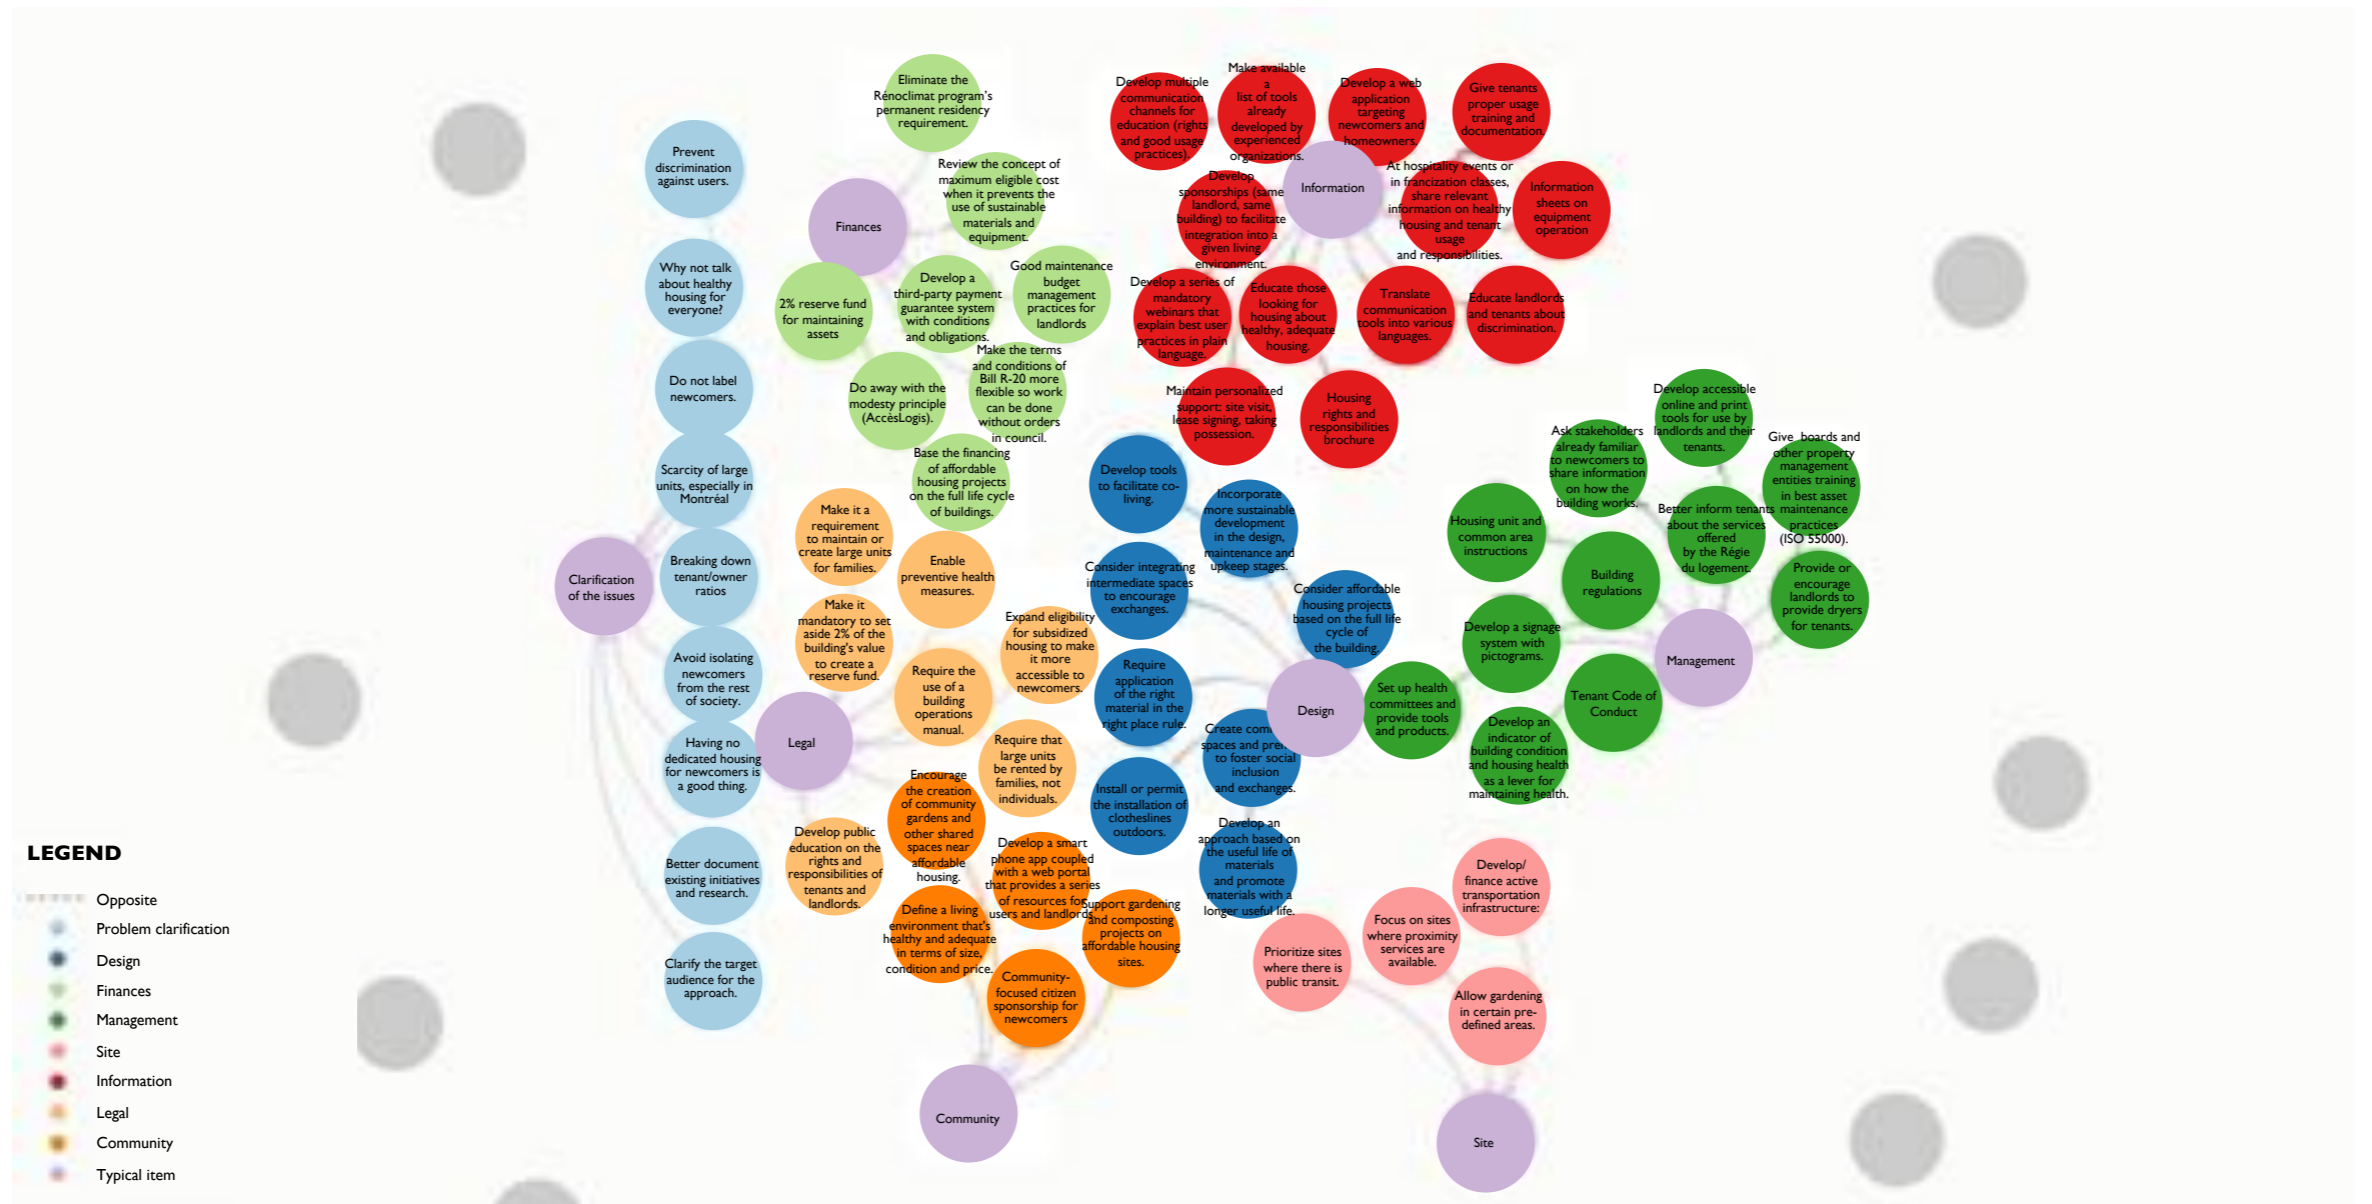 Prevent
discrimination
against users.
Why not talk
about healthy
housing for
everyone?
Do not label
newcomers.
Scarcity of large
units, especially in
Montréal
Clarification
of the issues
Breaking down
tenant/owner
ratios
Avoid isolating
newcomers
from the rest
of society.
Having no
dedicated housing
for newcomers is
a good thing.
Better document
existing initiatives
and research.
Clarify the target
audience for the
approach.
Eliminate the
Rénoclimat program's
permanent residency
requirement.
Review the concept of
maximum eligible cost
when it prevents the
use of sustainable
materials and
equipment.
Finances
2% reserve fund
for maintaining
assets
Develop a
third-party payment
guarantee system
with conditions
and obligations.
Good maintenance
budget
management
practices for
landlords
Do away with the
modesty principle
(AccèsLogis).
Make the terms
and conditions of
Bill R-20 more
flexible so work
can be done
without orders
in council.
Base the financing
of affordable
housing projects
on the full life cycle
of buildings.
Make it a
requirement
to maintain or
create large units
for families.
Enable
preventive health
measures.
Make it
mandatory to set
aside 2% of the
building's value
to create a
reserve fund.
Expand eligibility
for subsidized
housing to make
it more
accessible to
newcomers.
Require the
use of a
building
operations
manual.
Legal
Require that
large units
be rented by
families, not
individuals.
Develop public
education on the
rights and
responsibilities of
tenants and
landlords.
Encourage
the creation
of community
gardens and
other shared
spaces near
affordable
housing.
Develop a smart
phone app coupled
with a web portal
that provides a series
of resources for
users and landlords.
Define a living
environment that's
healthy and adequate
in terms of size,
condition and price.
Support gardening
and composting
projects on
affordable housing
sites.
Community-
focused citizen
sponsorship for
newcomers
Community
Develop multiple
communication
channels for
education (rights
and good usage
practices).
Make available
a
list of tools
already
developed by
experienced
organizations.
Develop a web
application
targeting
newcomers and
homeowners.
Give tenants
proper usage
training and
documentation.
Develop
sponsorships (same
landlord, same
building) to facilitate
integration into a
given living
environment.
Information
At hospitality events or
in francization classes,
share relevant
information on healthy
housing and tenant
usage
and responsibilities.
Information
sheets on
equipment
operation
Develop a series of
mandatory
webinars that
explain best user
practices in plain
language.
Educate those
looking for
housing about
healthy, adequate
housing.
Translate
communication
tools into various
languages.
Educate landlords
and tenants about
discrimination.
Maintain personalized
support: site visit,
lease signing, taking
possession.
Housing
rights and
responsibilities
brochure
Develop tools
to facilitate co-
living.
Incorporate
more sustainable
development
in the design,
maintenance and
upkeep stages.
Consider integrating
intermediate spaces
to encourage
exchanges.
Consider affordable
housing projects
based on the full life
cycle of
the building.
Require
application
of the right
material in the
right place rule.
Design
Create
spaces and
to foster social
inclusion
and exchanges.
Install or permit
the installation of
clotheslines
outdoors.
Develop an
approach based on
the useful life of
materials
and promote
materials with a
longer useful life.
Develop accessible
online and print
tools for use by
landlords and their
tenants.
Ask stakeholders
already familiar
to newcomers to
share information
on how the
building works.
Give boards and
other property
management
entities training
in best asset
maintenance
practices
(ISO 55000).
Housing unit and
common area
instructions
Better inform tenants
about the services
offered
by the Régie
du logement.
Building
regulations
Provide or
encourage
landlords to
provide dryers
for tenants.
Develop a signage
system with
pictograms.
Management
Set up health
committees and
provide tools
and products.
Tenant Code of
Conduct
Develop an
indicator of
building condition
and housing health
as a lever for
maintaining health.
Develop/
finance active
transportation
infrastructure:
Focus on sites
where proximity
services are
available.
Prioritize sites
where there is
public transit.
Allow gardening
in certain pre-
defined areas.
Site
LEGEND
Opposite
Problem clarification
Design
Finances
Management
Site
Information
Legal
Community
Typical item